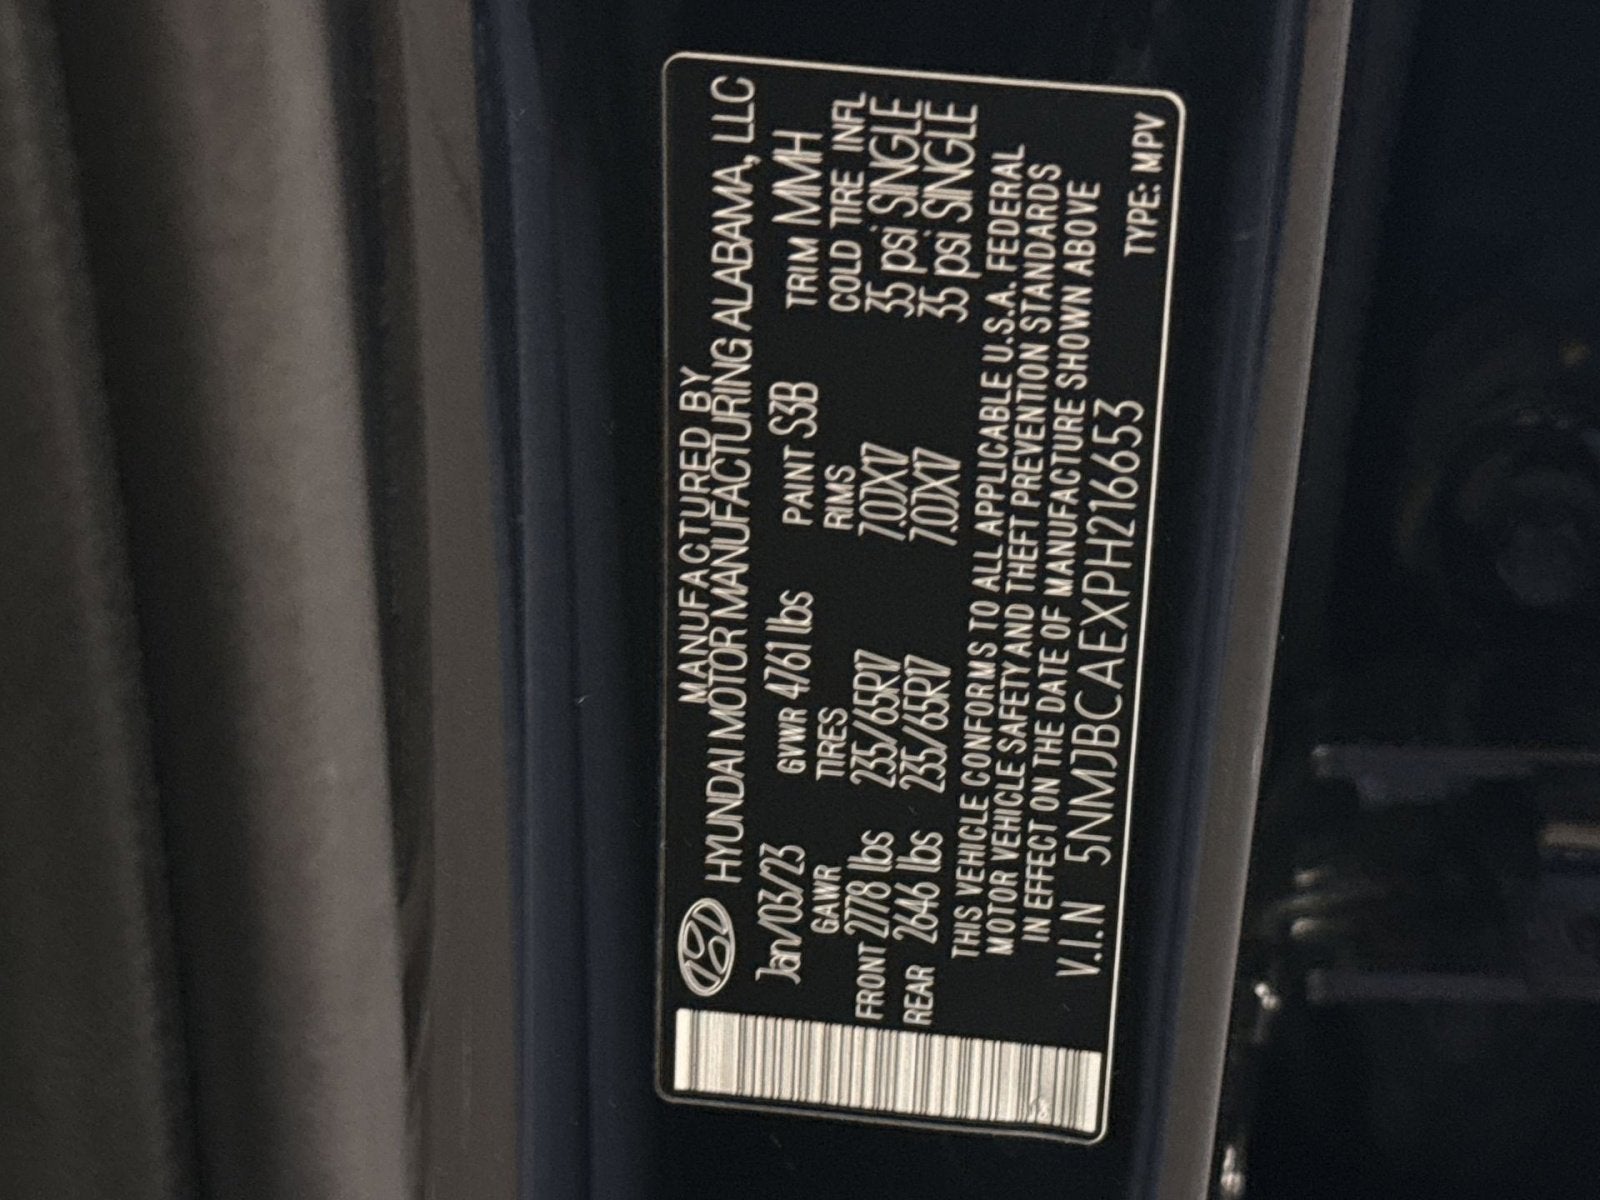 MANUFACTURED BY
HYUNDAI MOTOR MANUFACTURING ALABAMA, LLC
Jan/03/23 GVWR 4761 lbs PAINT S3B TRIM MMH
GAWR TIRES RIMS COLD TIRE INFL
FRONT 2778 lbs 235/65R17 7.0JX17 35 psi SINGLE
REAR 2646 lbs 235/65R17 7.0JX17 35 psi SINGLE
THIS VEHICLE CONFORMS TO ALL APPLICABLE U.S.A. FEDERAL
MOTOR VEHICLE SAFETY AND THEFT PREVENTION STANDARDS
IN EFFECT ON THE DATE OF MANUFACTURE SHOWN ABOVE
V.I.N 5NMJBCAEXPH216653
TYPE: MPV